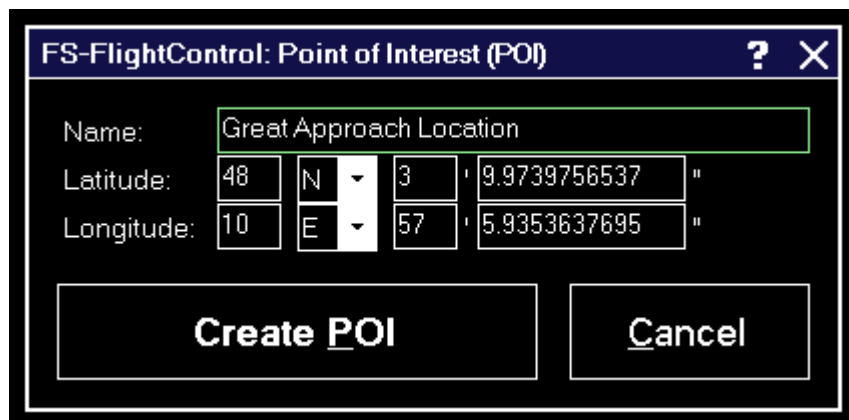 FS-FlightControl: Point of Interest (POI) ? X
Name: Great Approach Location
Latitude: 48 N 3 ' 9.9739756537 "
Longitude: 10 E 57 ' 5.9353637695 "
Create POI Cancel